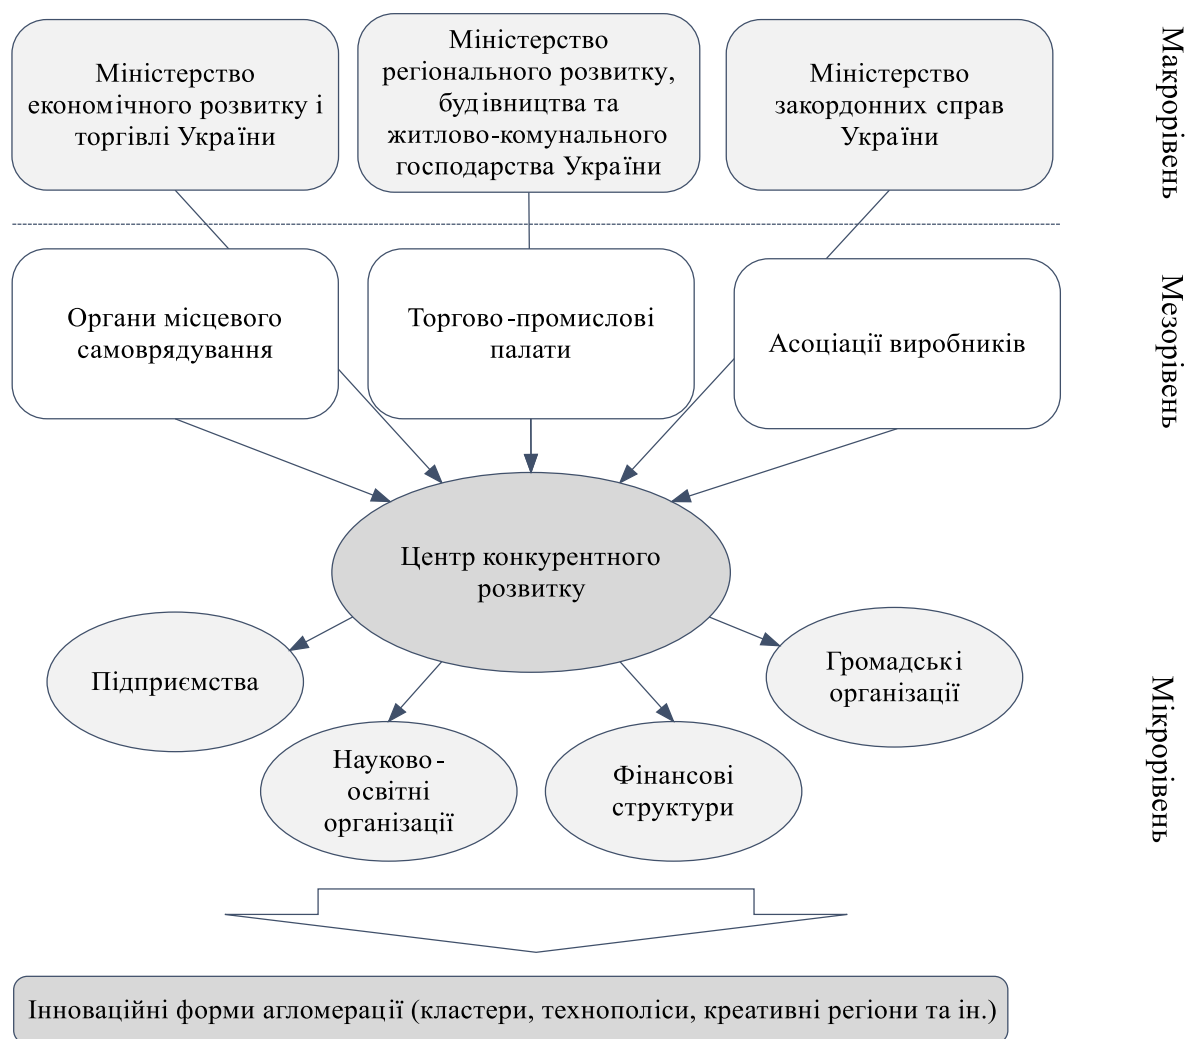 Міністерство
економічного розвитку і
торгівлі України
Міністерство
регіонального розвитку,
будівництва та
житлово-комунального
господарства України
Міністерство
закордонних справ
України
Макрорівень
Органи місцевого
самоврядування
Торгово-промислові
палати
Асоціації виробників
Мезорівень
Центр конкурентного
розвитку
Підприємства
Науково-
освітні
організації
Фінансові
структури
Громадські
організації
Мікрорівень
Інноваційні форми агломерації (кластери, технополіси, креативні регіони та ін.)